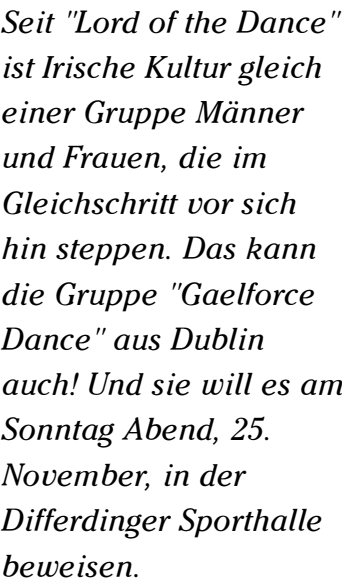 Seit "Lord of the Dance"
ist Irische Kultur gleich
einer Gruppe Männer
und Frauen, die im
Gleichschritt vor sich
hin steppen. Das kann
die Gruppe "Gaelforce
Dance" aus Dublin
auch! Und sie will es am
Sonntag Abend, 25.
November, in der
Differdinger Sporthalle
beweisen.